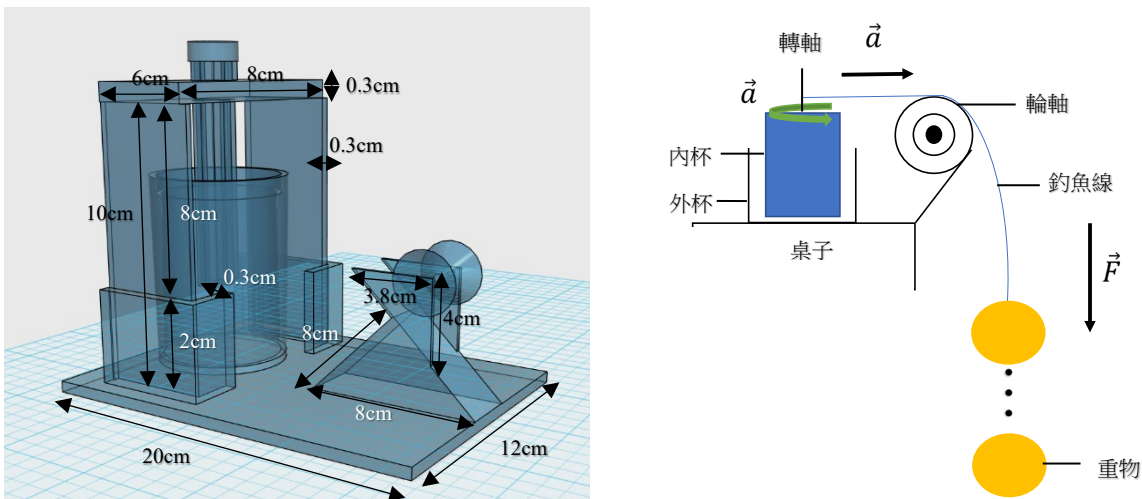 6cm
8cm
0.3cm
0.3cm
10cm
8cm
0.3cm
2cm
3.8cm
4cm
8cm
8cm
20cm
12cm
轉軸
a⃗
a⃗
輪軸
內杯
外杯
釣魚線
桌子
F⃗
重物